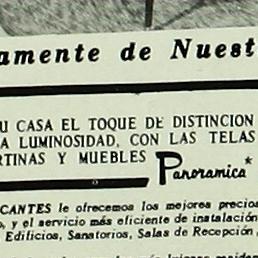 amente de Nuest
U CASA EL TOQUE DE DISTINCION
A LUMINOSIDAD, CON LAS TELAS
RTINAS Y MUEBLES Panoramica*
CANTES le ofrecemos los mejores precios
, y el servicio más eficiente de instalación
Edificios, Sanatorios, Salas de Recepción,